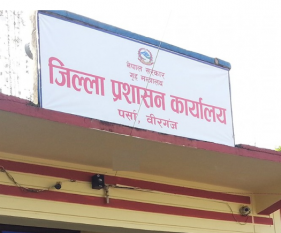 नेपाल सरकार
गृह मन्त्रालय
जिल्ला प्रशासन कार्यालय
पर्सा, वीरगंज